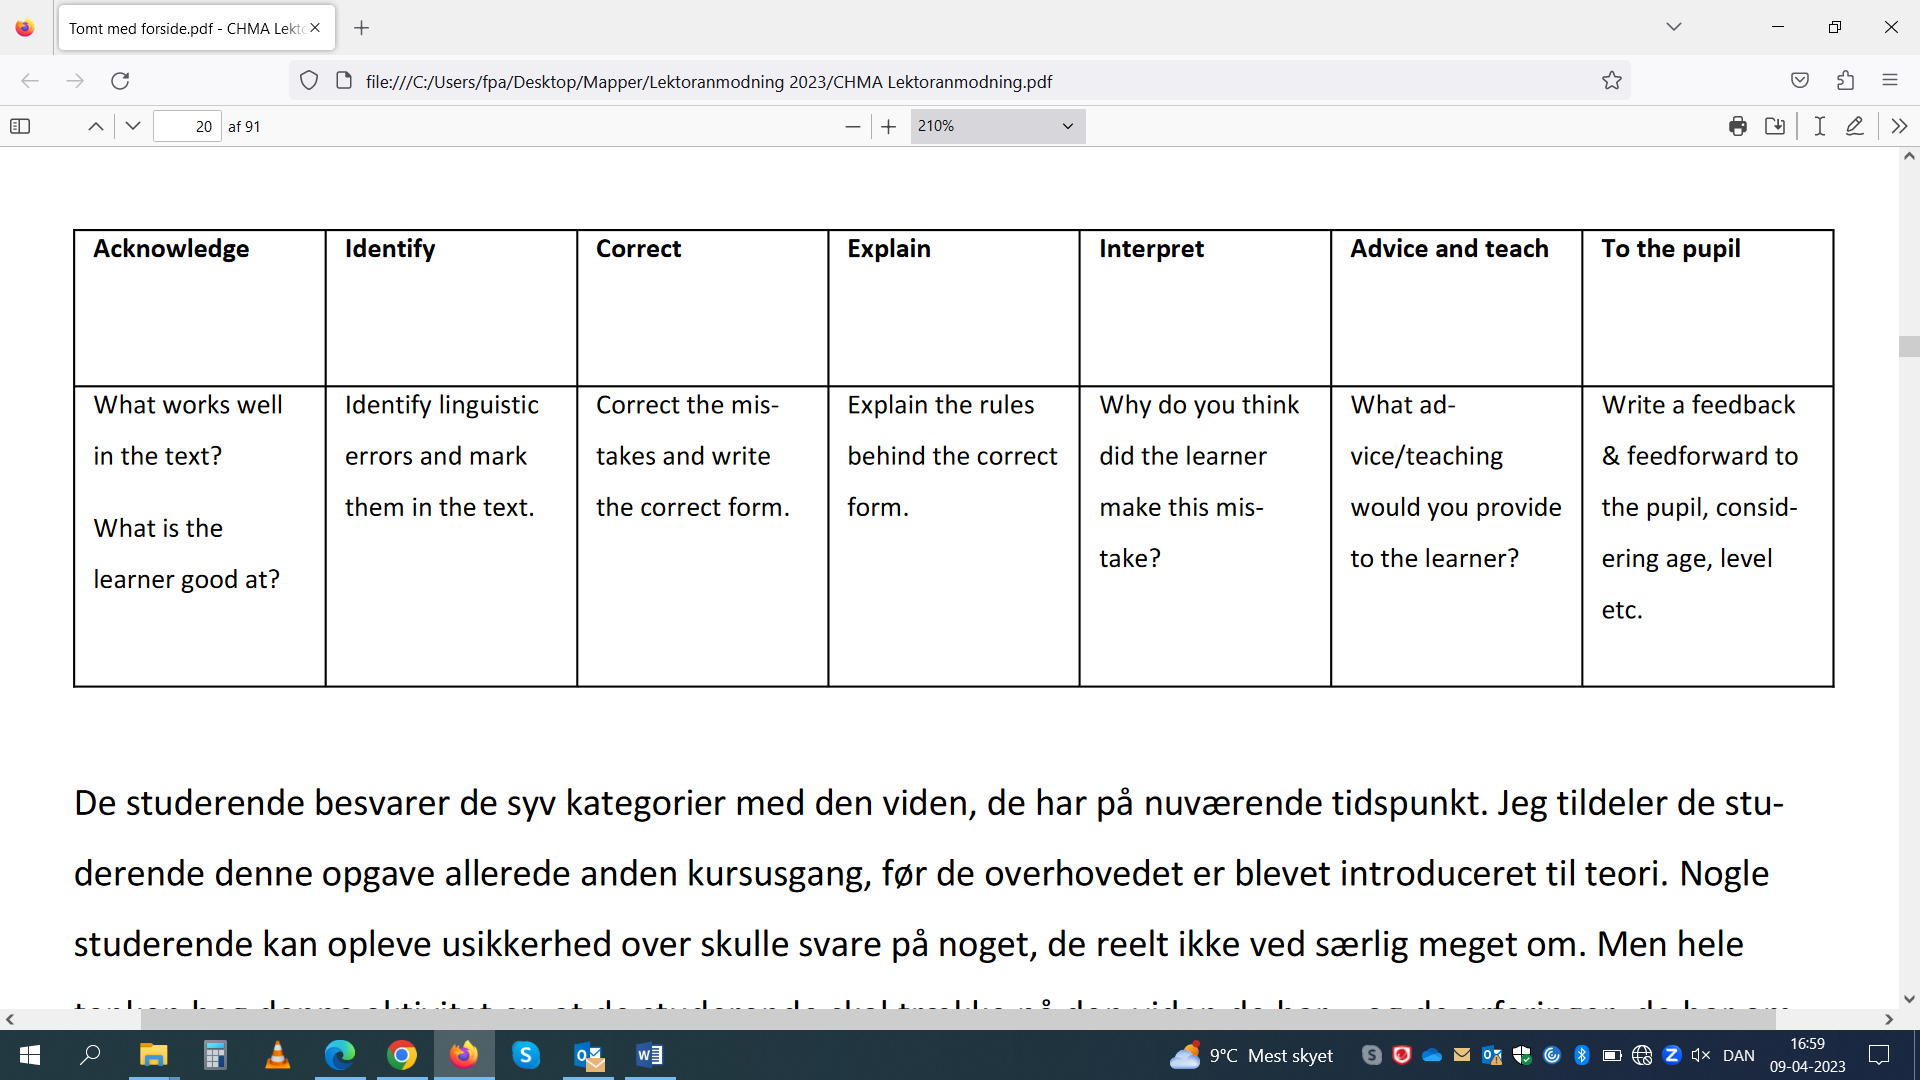 Tomt med forside.pdf - CHMA Lekto
file:///C:/Users/fpa/Desktop/Mapper/Lektoranmodning 2023/CHMA Lektoranmodning.pdf
20 af 91
210%
Acknowledge
Identify
Correct
Explain
Interpret
Advice and teach
To the pupil
What works well
in the text?
What is the
learner good at?
Identify linguistic
errors and mark
them in the text.
Correct the mis-
takes and write
the correct form.
Explain the rules
behind the correct
form.
Why do you think
did the learner
make this mis-
take?
What ad-
vice/teaching
would you provide
to the learner?
Write a feedback
& feedforward to
the pupil, consid-
ering age, level
etc.
De studerende besvarer de syv kategorier med den viden, de har på nuværende tidspunkt. Jeg tildeler de stu-
derende denne opgave allerede anden kursusgang, før de overhovedet er blevet introduceret til teori. Nogle
studerende kan opleve usikkerhed over skulle svare på noget, de reelt ikke ved særlig meget om. Men hele
9°C Mest skyet
DAN
16:59
09-04-2023